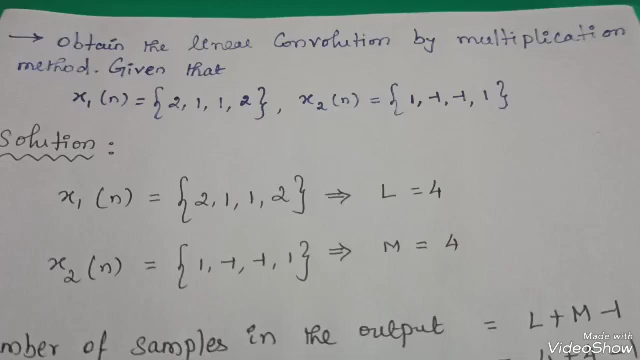 → Obtain the linear Convolution by multiplication
method. Given that
x₁(n) = {2, 1, 1, 2}, x₂(n) = {1, -1, -1, 1}
Solution:
x₁(n) = {2, 1, 1, 2} ⇒ L = 4
x₂(n) = {1, -1, -1, 1} ⇒ M = 4
mber of samples in the output = L + M - 1
Made with
VideoShow